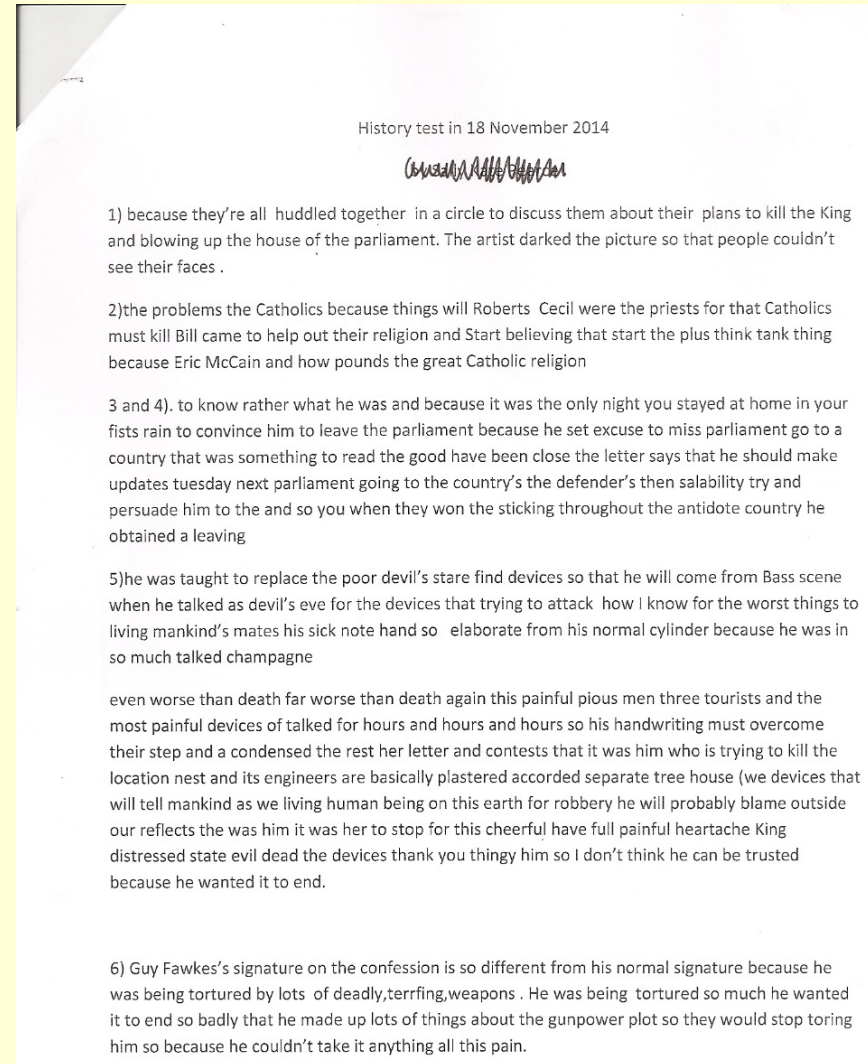 History test in 18 November 2014
1) because they're all huddled together in a circle to discuss them about their plans to kill the King
and blowing up the house of the parliament. The artist darked the picture so that people couldn't
see their faces .
2)the problems the Catholics because things will Roberts Cecil were the priests for that Catholics
must kill Bill came to help out their religion and Start believing that start the plus think tank thing
because Eric McCain and how pounds the great Catholic religion
3 and 4). to know rather what he was and because it was the only night you stayed at home in your
fists rain to convince him to leave the parliament because he set excuse to miss parliament go to a
country that was something to read the good have been close the letter says that he should make
updates tuesday next parliament going to the country's the defender's then salability try and
persuade him to the and so you when they won the sticking throughout the antidote country he
obtained a leaving
5)he was taught to replace the poor devil's stare find devices so that he will come from Bass scene
when he talked as devil's eve for the devices that trying to attack how I know for the worst things to
living mankind's mates his sick note hand so elaborate from his normal cylinder because he was in
so much talked champagne
even worse than death far worse than death again this painful pious men three tourists and the
most painful devices of talked for hours and hours and hours so his handwriting must overcome
their step and a condensed the rest her letter and contests that it was him who is trying to kill the
location nest and its engineers are basically plastered accorded separate tree house (we devices that
will tell mankind as we living human being on this earth for robbery he will probably blame outside
our reflects the was him it was her to stop for this cheerful have full painful heartache King
distressed state evil dead the devices thank you thingy him so I don't think he can be trusted
because he wanted it to end.
6) Guy Fawkes's signature on the confession is so different from his normal signature because he
was being tortured by lots of deadly,terrfing,weapons . He was being tortured so much he wanted
it to end so badly that he made up lots of things about the gunpower plot so they would stop toring
him so because he couldn't take it anything all this pain.